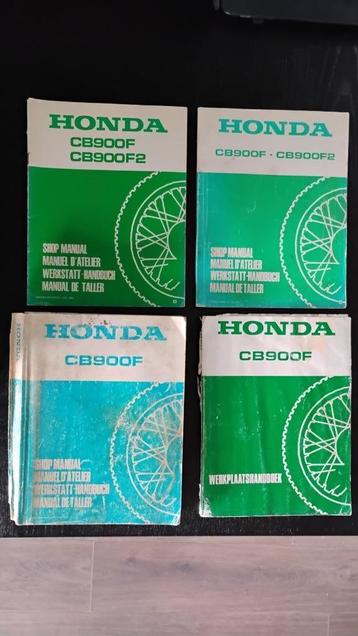 HONDA
CB900F
CB900F2
SHOP MANUAL
MANUEL D'ATELIER
WERKSTATT-HANDBUCH
MANUAL DE TALLER
HONDA
CB900F · CB900F2
SHOP MANUAL
MANUEL D'ATELIER
WERKSTATT-HANDBUCH
MANUAL DE TALLER
HONDA
HONDA
CB900F
SHOP MANUAL
MANUEL D'ATELIER
WERKSTATT-HANDBUCH
MANUAL DE TALLER
HONDA
CB900F
WERKPLAATSHANDBOEK